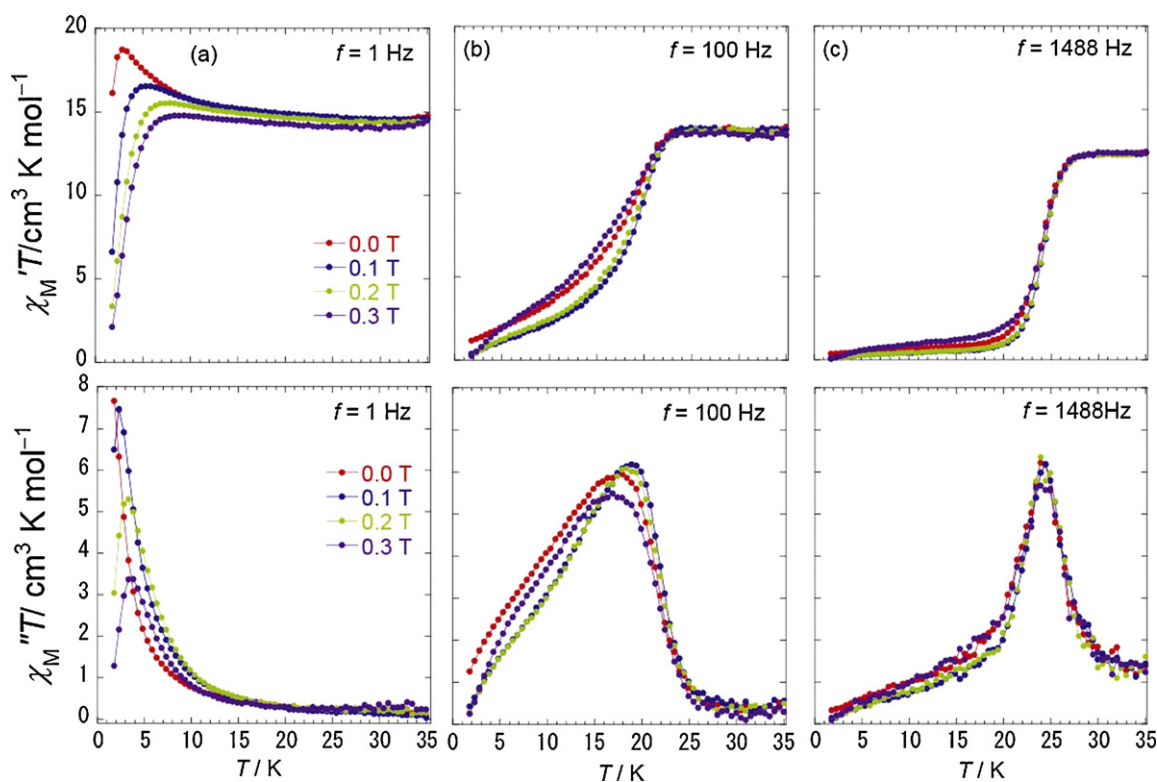 (a) f = 1 Hz
(b) f = 100 Hz
(c) f = 1488 Hz
χM'T/cm³ K mol⁻¹
20
15
10
5
0
0.0 T
0.1 T
0.2 T
0.3 T
f = 1 Hz
f = 100 Hz
f = 1488Hz
χM"T/ cm³ K mol⁻¹
8
7
6
5
4
3
2
1
0
0.0 T
0.1 T
0.2 T
0.3 T
0 5 10 15 20 25 30 35
0 5 10 15 20 25 30 35
0 5 10 15 20 25 30 35
T / K
T / K
T / K